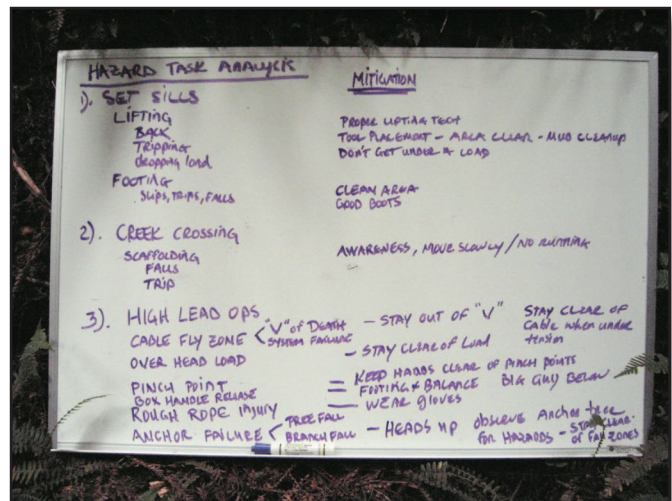 HAZARD TASK ANALYSIS
MITIGATION
1). SET SILLS
LIFTING
BACK
TRIPPING
dropping load
PROPER LIFTING TECH
TOOL PLACEMENT - AREA CLEAR - MUD CLEANUP
DON'T GET UNDER A LOAD
FOOTING
SLIPS, TRIPS, FALLS
CLEAN AREA
GOOD BOOTS
2). CREEK CROSSING
SCAFFOLDING
FALLS
TRIP
AWARENESS, MOVE SLOWLY / NO RUNNING
3). HIGH LEAD OPS
CABLE FLY ZONE < "V" OF DEATH
SYSTEM FAILURE
- STAY OUT OF "V"
STAY CLEAR OF
Cable when under
tension
OVER HEAD LOAD
- STAY CLEAR OF LOAD
PINCH POINT
= KEEP HANDS CLEAR OF PINCH POINTS
BOX HANDLE RELEASE
= FOOTING & BALANCE BIG GUY BELOW
ROUGH ROPE INJURY
- WEAR GLOVES
ANCHOR FAILURE < TREE FALL
BRANCH FALL
- HEADS UP observe Anchor tree
FOR HAZARDS - STAY CLEAR
OF FALL ZONES